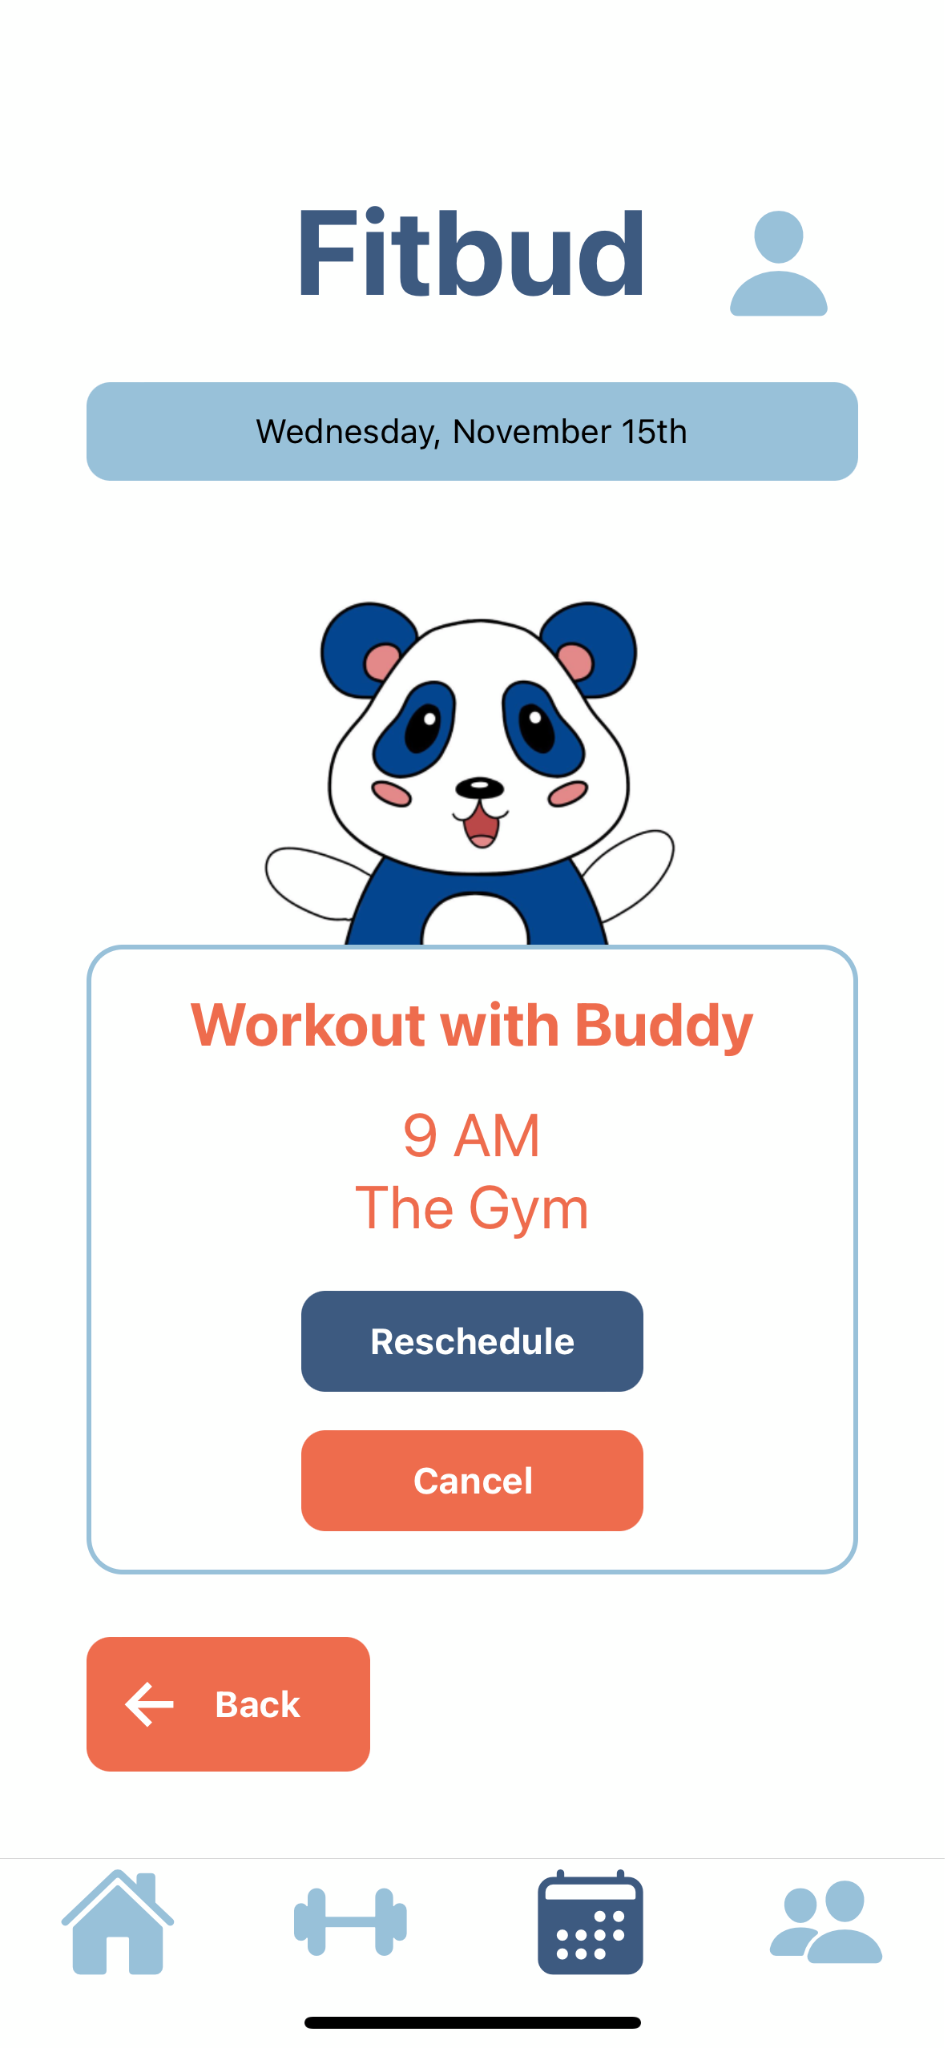 Fitbud
Wednesday, November 15th
Workout with Buddy
9 AM
The Gym
Reschedule
Cancel
Back